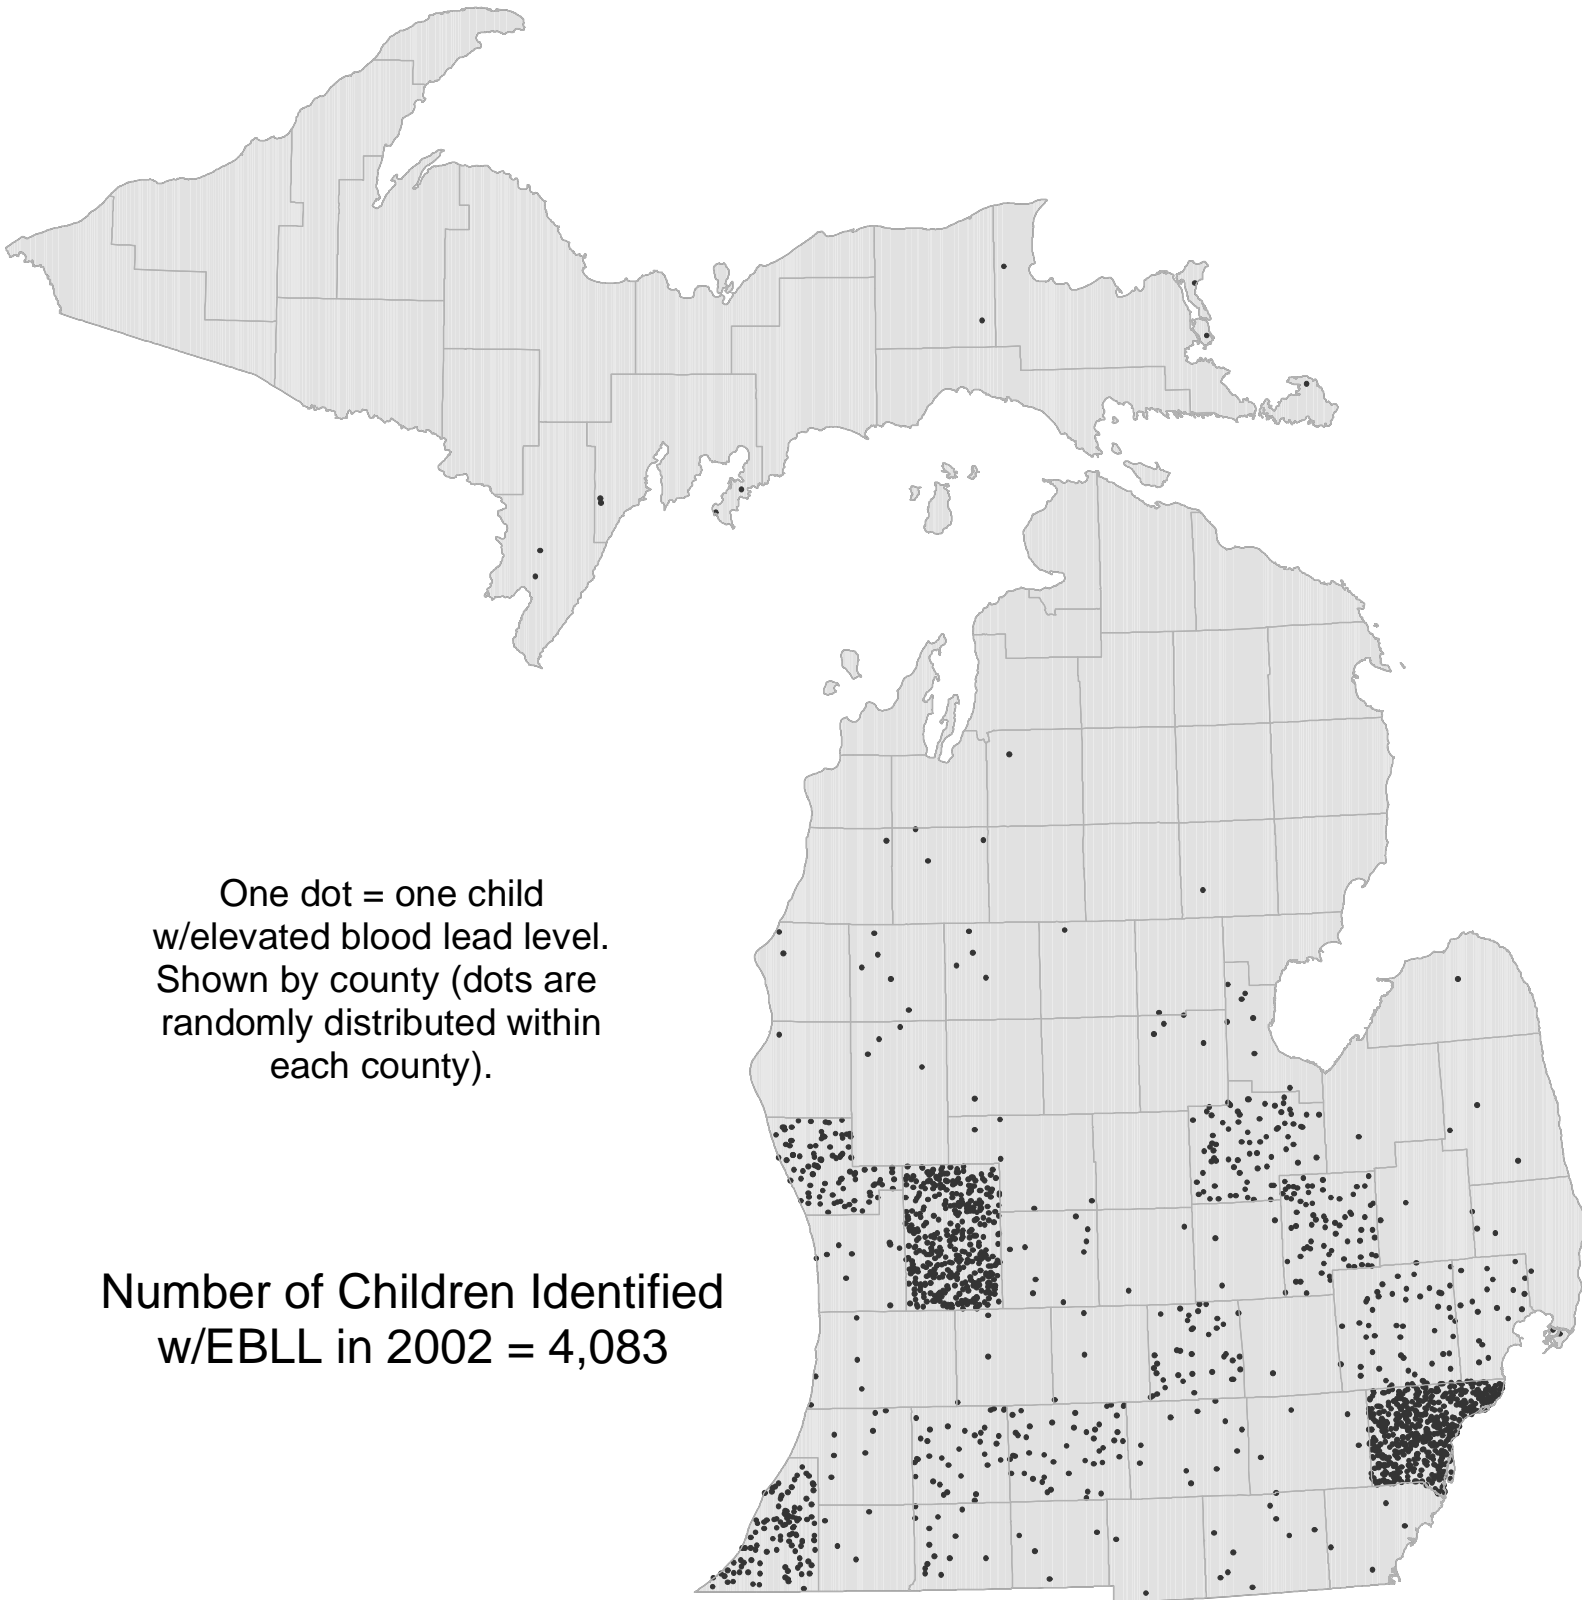 One dot = one child
w/elevated blood lead level.
Shown by county (dots are
randomly distributed within
each county).
Number of Children Identified
w/EBLL in 2002 = 4,083